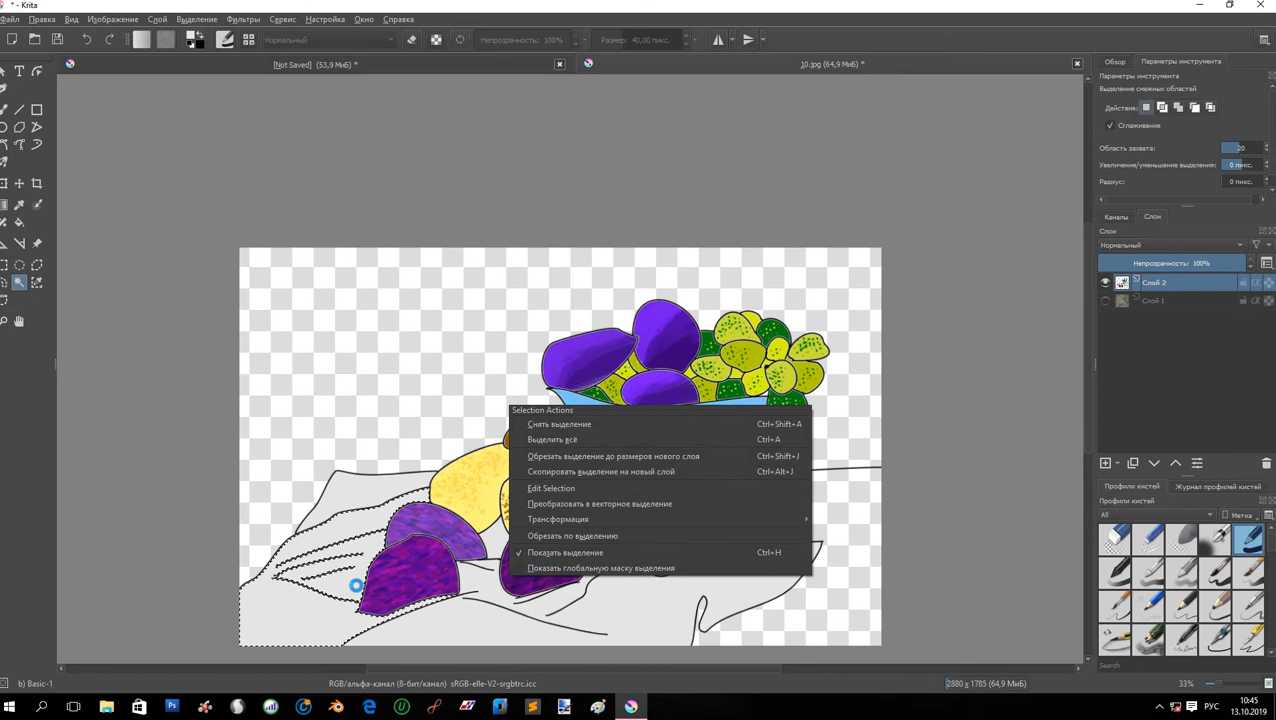 * - Krita
Файл Правка Вид Изображение Слой Выделение Фильтры Сервис Настройка Окно Справка
Нормальный Непрозрачность: 100% Размер: 40,00 пикс.
[Not Saved] (53,9 МиБ) * 10.jpg (64,9 МиБ) *
Обзор Параметры инструмента
Параметры инструмента
Выделение смежных областей
Действие:
Сглаживание
Область захвата: 20
Увеличение/уменьшение выделения: 0 пикс.
Радиус: 0 пикс.
Каналы Слои
Слои
Нормальный
Непрозрачность: 100%
Слой 2
Слой 1
Selection Actions
Снять выделение Ctrl+Shift+A
Выделить всё Ctrl+A
Обрезать выделение до размеров нового слоя Ctrl+Shift+J
Скопировать выделение на новый слой Ctrl+Alt+J
Edit Selection
Преобразовать в векторное выделение
Трансформация
Обрезать по выделению
Показать выделение Ctrl+H
Показать глобальную маску выделения
Профили кистей Журнал профилей кистей
Профили кистей
All Метка
Search
b) Basic-1 RGB/альфа-канал (8-бит/канал) sRGB-elle-V2-srgbtrc.icc 2880 x 1785 (64,9 МиБ) 33%
РУС 10:45
13.10.2019